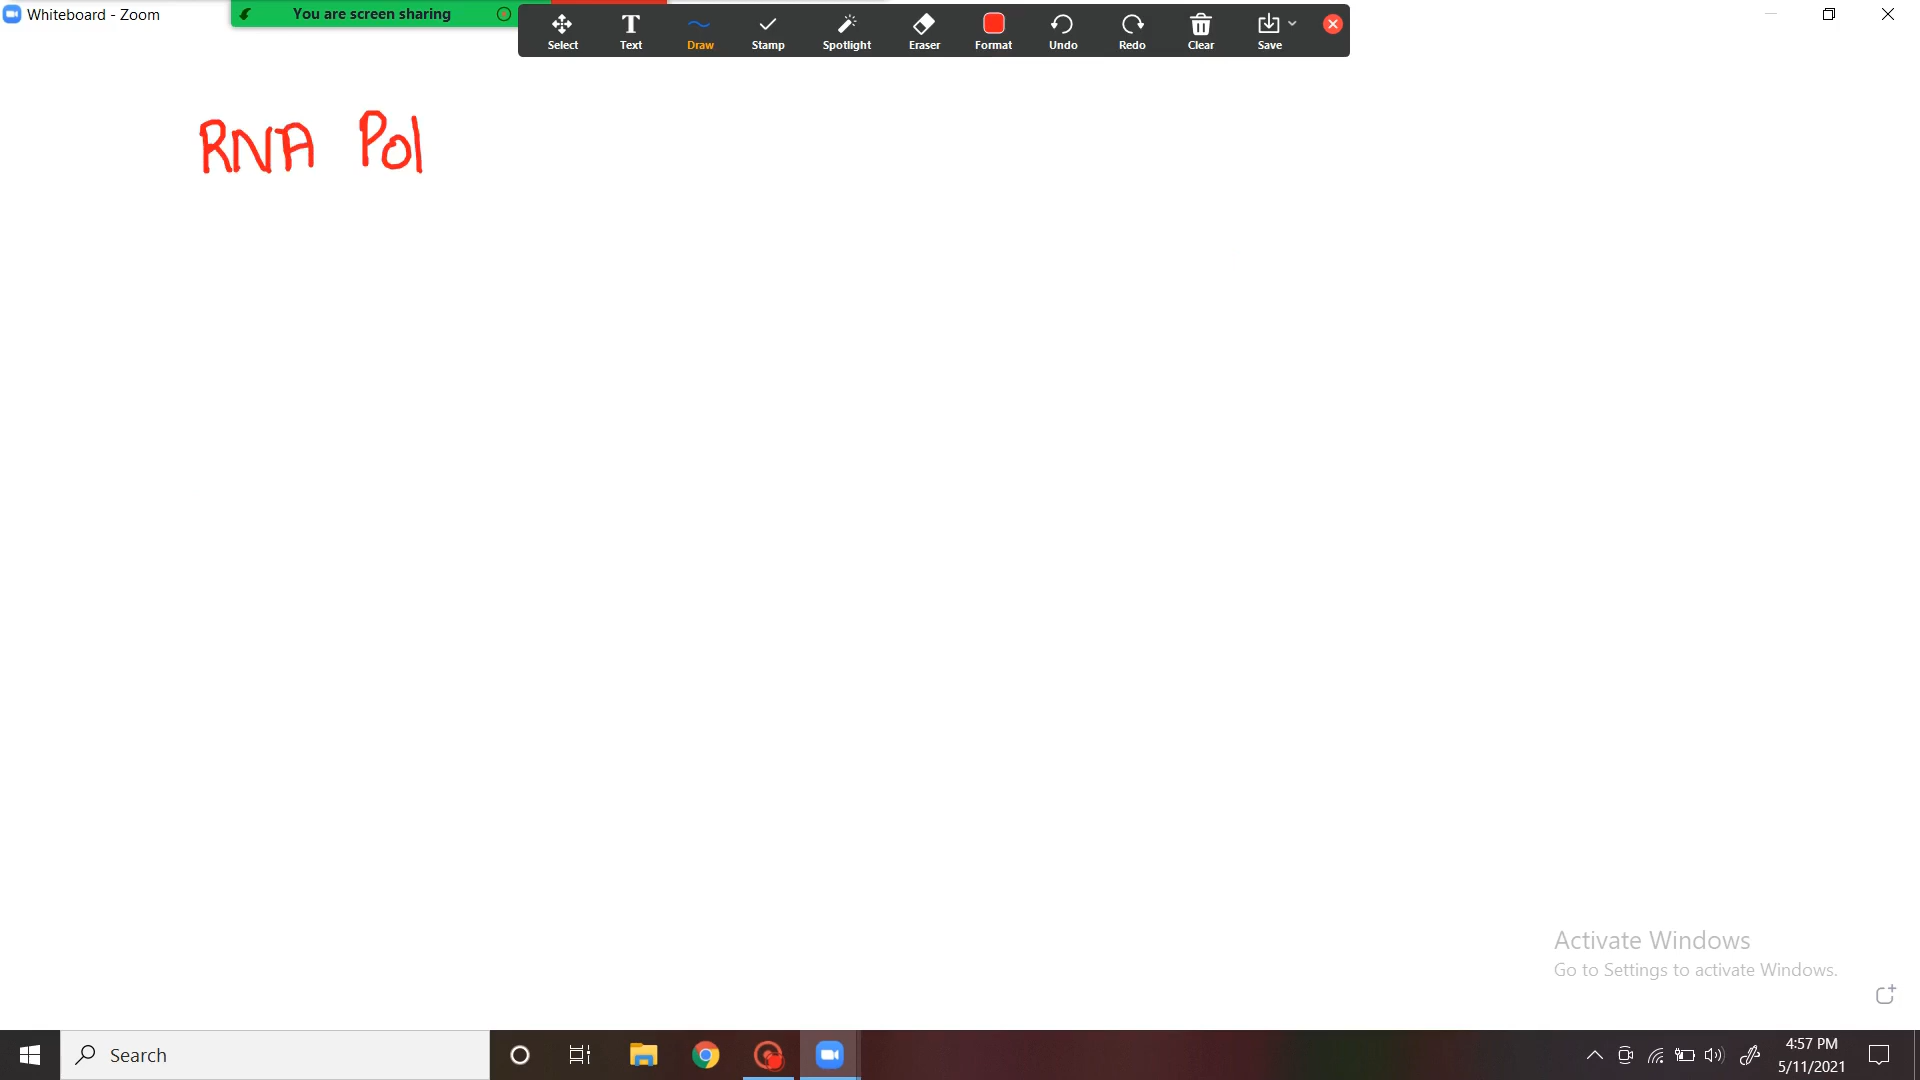 Whiteboard - Zoom
You are screen sharing
Select Text Draw Stamp Spotlight Eraser Format Undo Redo Clear Save
RNA Pol
Activate Windows
Go to Settings to activate Windows.
Search
4:57 PM
5/11/2021